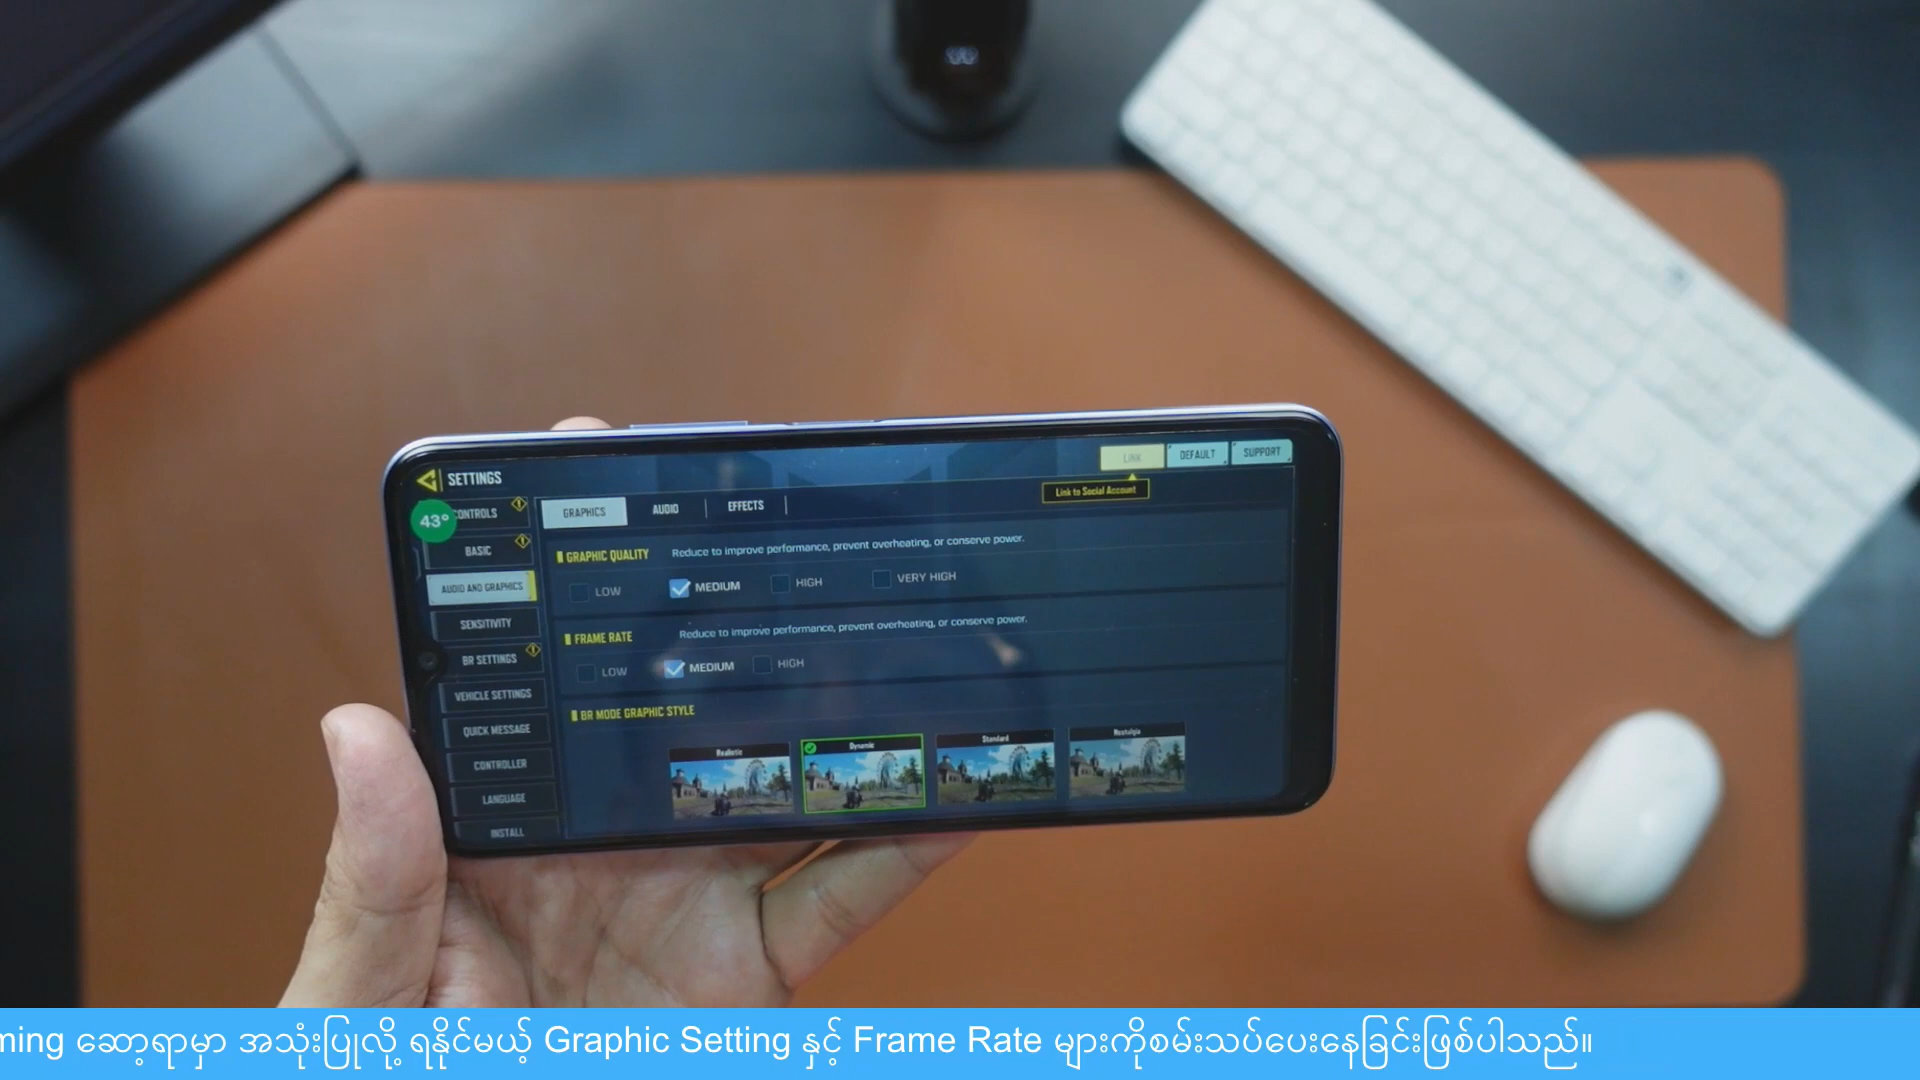 SETTINGS
LINK
DEFAULT
SUPPORT
Link to Social Account
43°
CONTROLS
BASIC
AUDIO AND GRAPHICS
SENSITIVITY
BR SETTINGS
VEHICLE SETTINGS
QUICK MESSAGE
CONTROLLER
LANGUAGE
INSTALL
GRAPHICS
AUDIO
EFFECTS
GRAPHIC QUALITY
Reduce to improve performance, prevent overheating, or conserve power.
LOW
MEDIUM
HIGH
VERY HIGH
FRAME RATE
Reduce to improve performance, prevent overheating, or conserve power.
LOW
MEDIUM
HIGH
BR MODE GRAPHIC STYLE
Realistic
Dynamic
Standard
Nostalgia
ming ဆော့ရာမှာ အသုံးပြုလို့ ရနိုင်မယ့် Graphic Setting နှင့် Frame Rate များကိုစမ်းသပ်ပေးနေခြင်းဖြစ်ပါသည်။